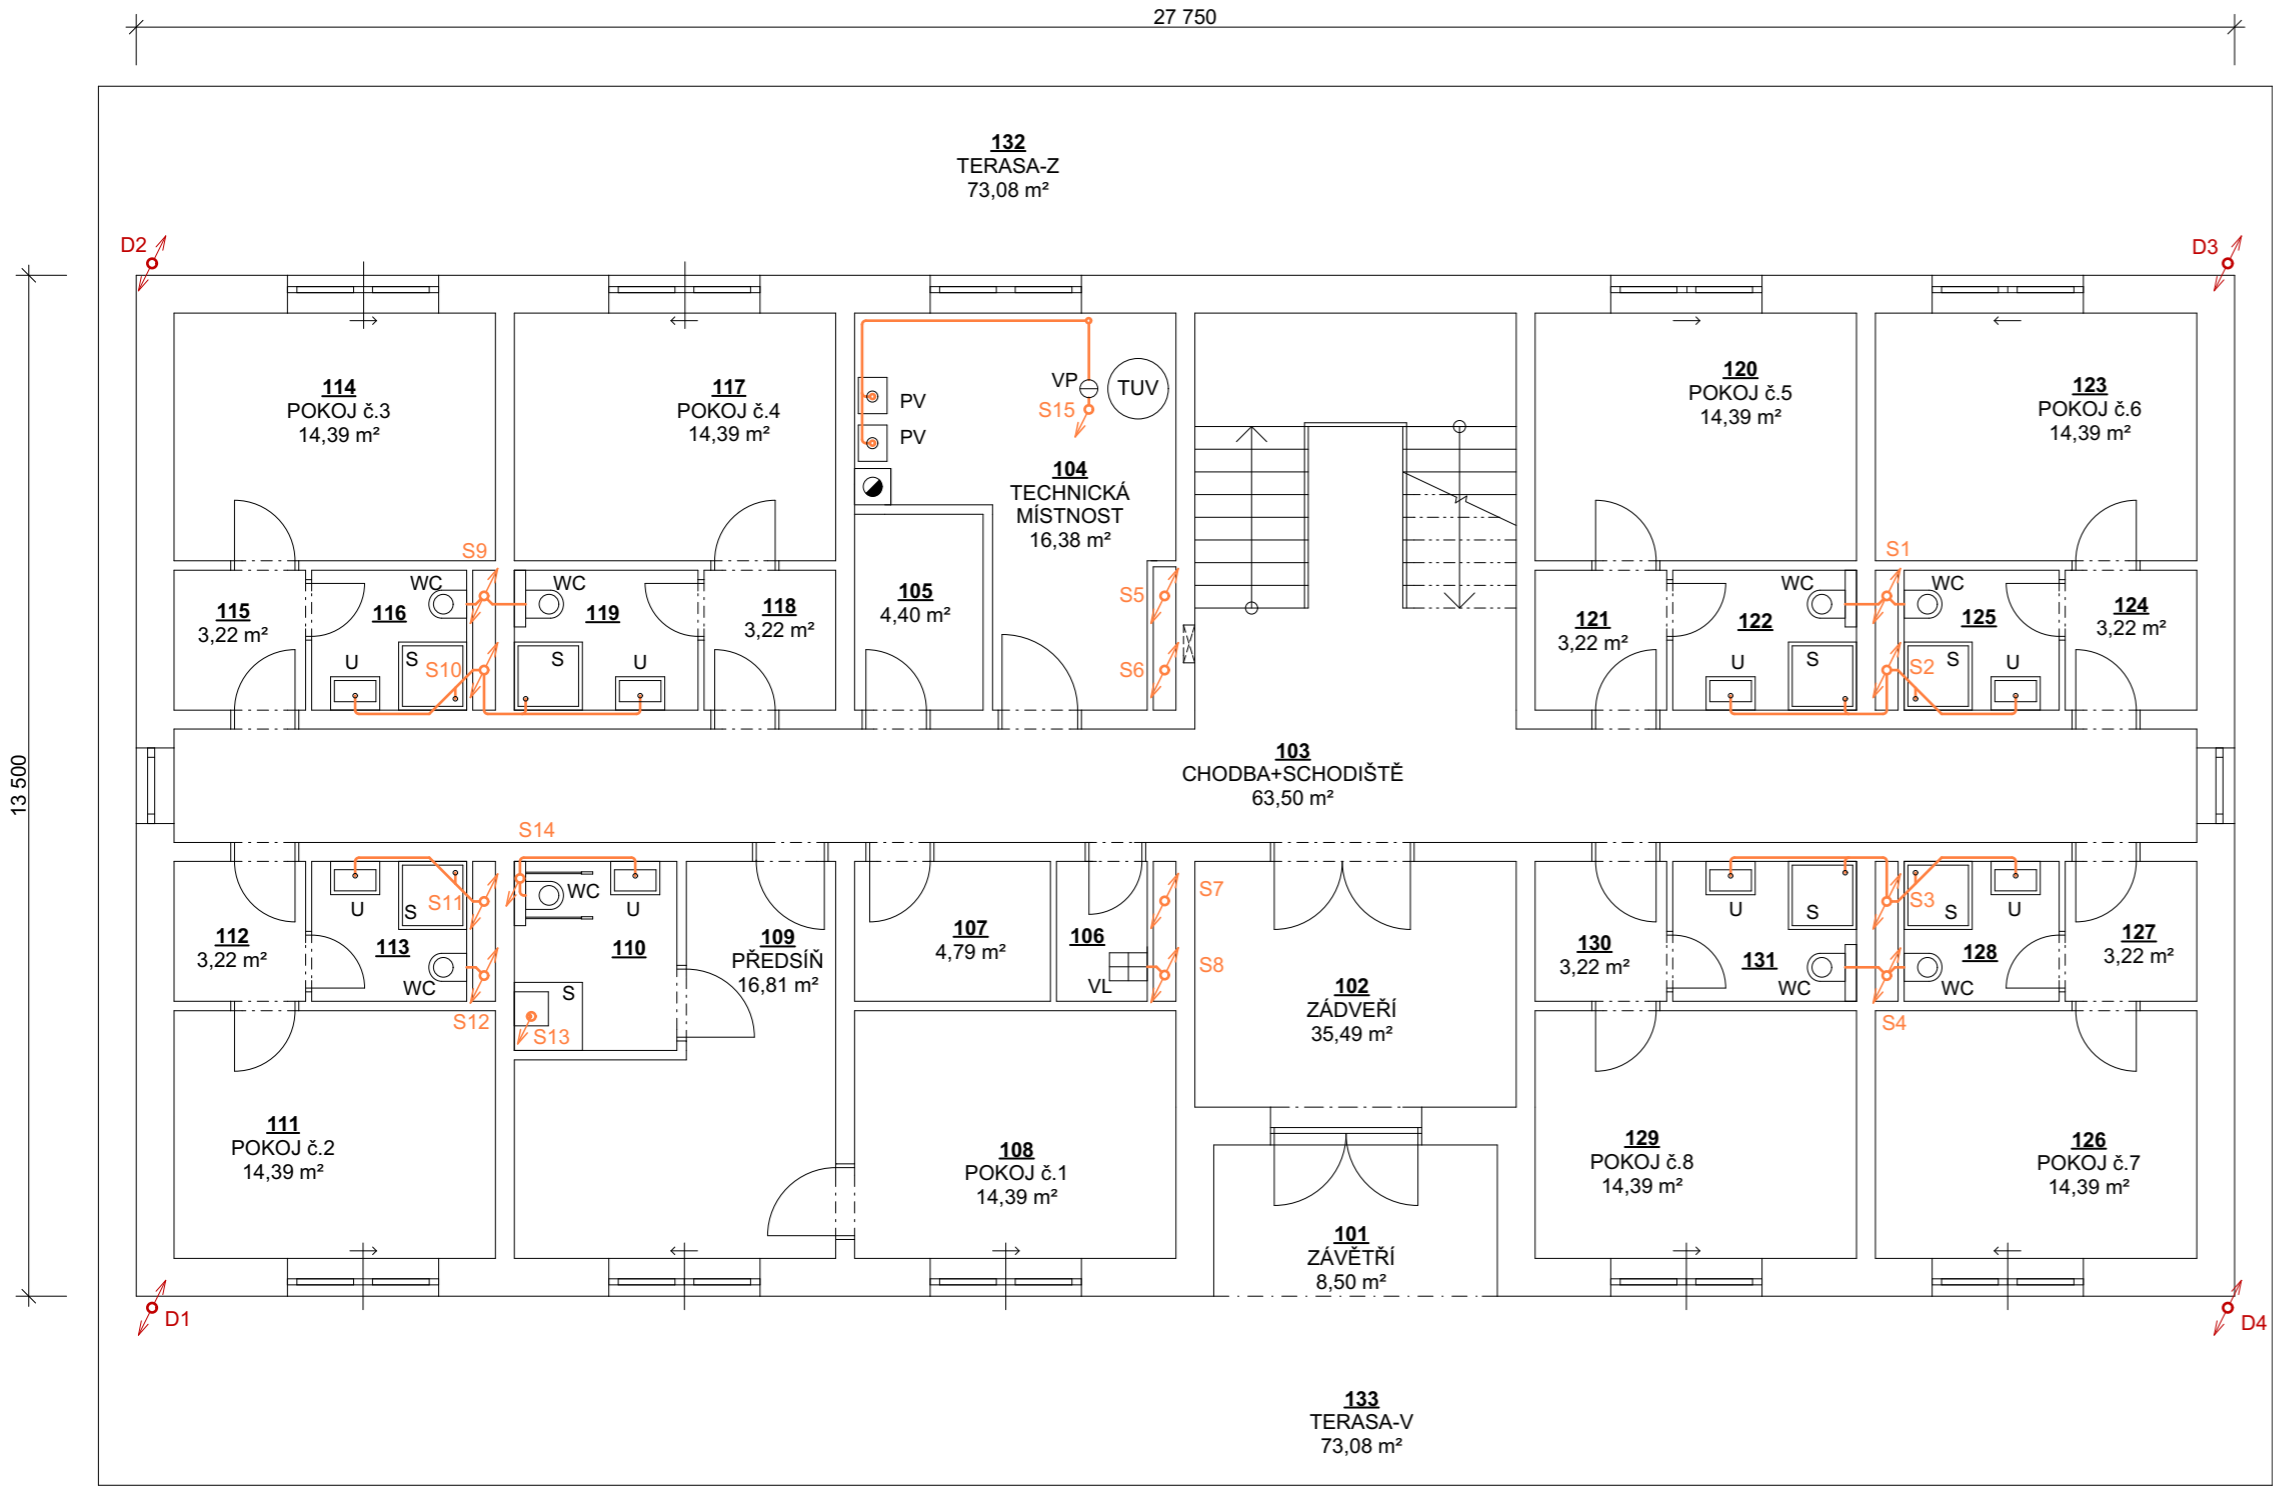 27 750
132
TERASA-Z
73,08 m²
D2
D3
114
POKOJ č.3
14,39 m²
117
POKOJ č.4
14,39 m²
PV
PV
VP
S15
TUV
104
TECHNICKÁ
MÍSTNOST
16,38 m²
120
POKOJ č.5
14,39 m²
123
POKOJ č.6
14,39 m²
S9
S1
115
3,22 m²
WC
116
U
S
S10
WC
119
S
U
118
3,22 m²
105
4,40 m²
S5
S6
121
3,22 m²
WC
122
U
S
WC
125
S2
S
U
124
3,22 m²
13 500
103
CHODBA+SCHODIŠTĚ
63,50 m²
S14
112
3,22 m²
U
S
S11
113
WC
S12
WC
U
110
S
S13
109
PŘEDSÍŇ
16,81 m²
107
4,79 m²
106
VL
S7
S8
102
ZÁDVEŘÍ
35,49 m²
130
3,22 m²
U
S
131
WC
S3
S
U
128
WC
S4
127
3,22 m²
111
POKOJ č.2
14,39 m²
108
POKOJ č.1
14,39 m²
129
POKOJ č.8
14,39 m²
126
POKOJ č.7
14,39 m²
101
ZÁVĚTŘÍ
8,50 m²
D1
D4
133
TERASA-V
73,08 m²